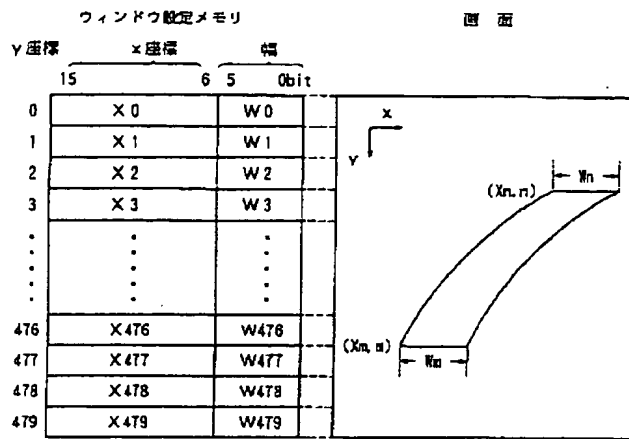 ウィンドウ設定メモリ 画面
y座標 x座標 幅
15 6 5 0bit
0 X0 W0
1 X1 W1
2 X2 W2
3 X3 W3
476 X476 W476
477 X477 W477
478 X478 W478
479 X479 W479
X
Y
Wn
(Xn, n)
(Xm, m)
Wm